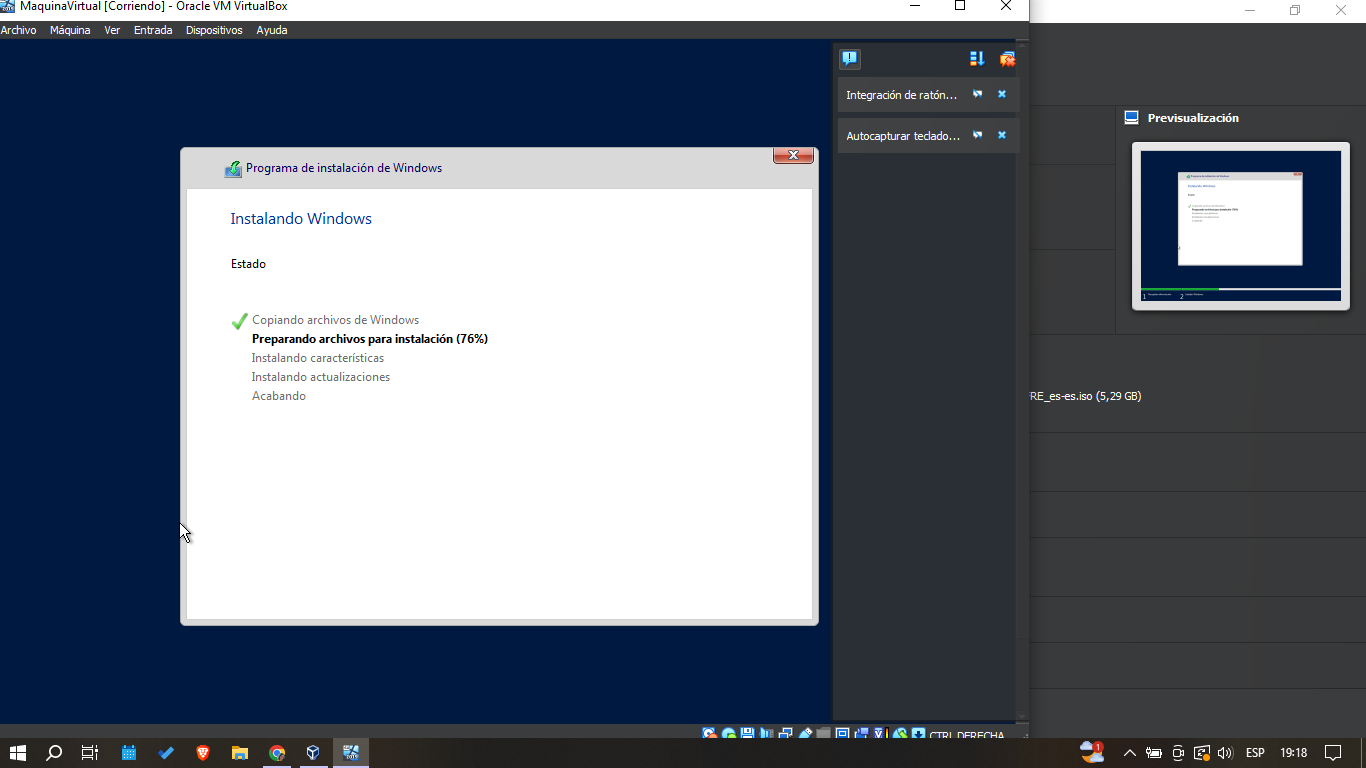 MaquinaVirtual [Corriendo] - Oracle VM VirtualBox
Archivo Máquina Ver Entrada Dispositivos Ayuda
Integración de ratón...
Autocapturar teclado...
Previsualización
Programa de instalación de Windows
Instalando Windows
Estado
Copiando archivos de Windows
Preparando archivos para instalación (76%)
Instalando características
Instalando actualizaciones
Acabando
RE_es-es.iso (5,29 GB)
CTRL DERECHA
2019
1
ESP
19:18